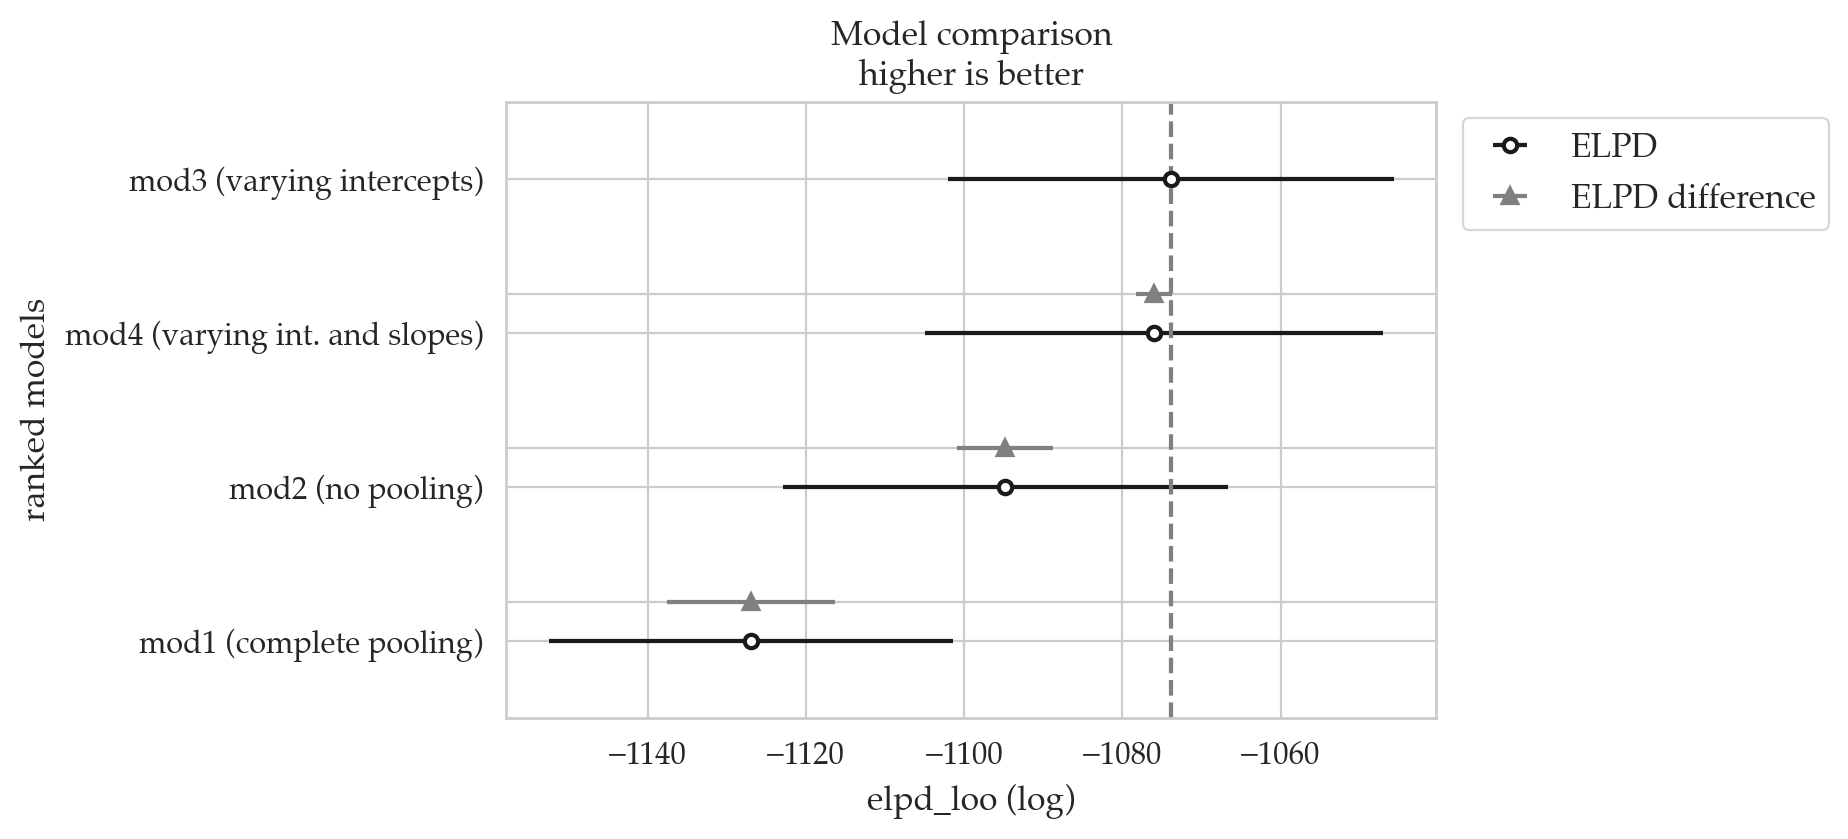 Model comparison
higher is better
ELPD
ELPD difference
ranked models
mod3 (varying intercepts)
mod4 (varying int. and slopes)
mod2 (no pooling)
mod1 (complete pooling)
−1140 −1120 −1100 −1080 −1060
elpd_loo (log)